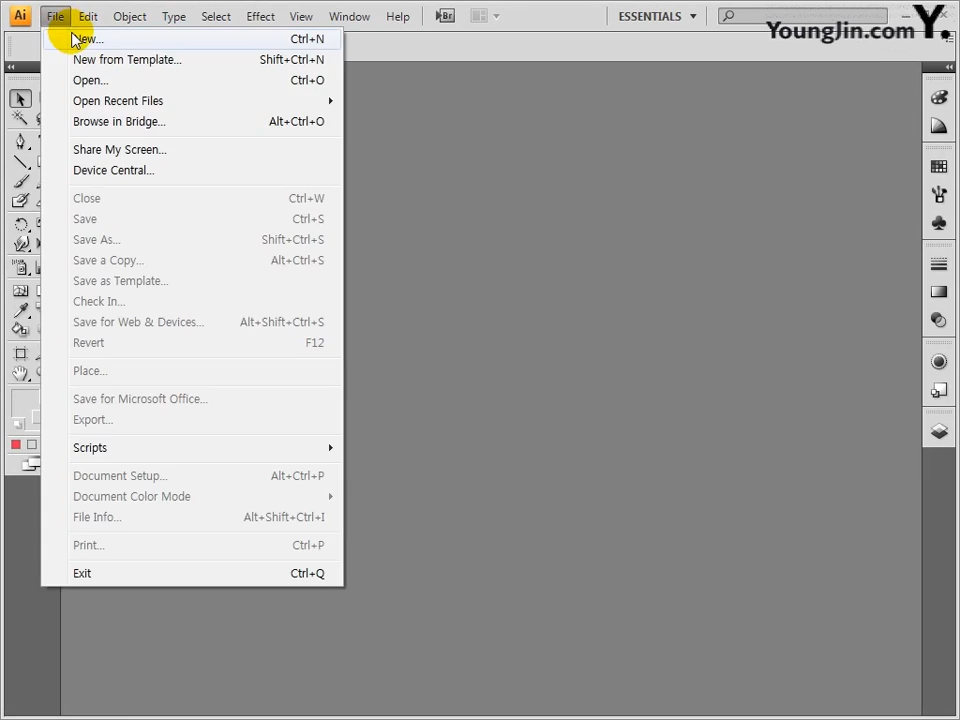 Ai File Edit Object Type Select Effect View Window Help Br ESSENTIALS
YoungJin.com Y.
New... Ctrl+N
New from Template... Shift+Ctrl+N
Open... Ctrl+O
Open Recent Files
Browse in Bridge... Alt+Ctrl+O
Share My Screen...
Device Central...
Close Ctrl+W
Save Ctrl+S
Save As... Shift+Ctrl+S
Save a Copy... Alt+Ctrl+S
Save as Template...
Check In...
Save for Web & Devices... Alt+Shift+Ctrl+S
Revert F12
Place...
Save for Microsoft Office...
Export...
Scripts
Document Setup... Alt+Ctrl+P
Document Color Mode
File Info... Alt+Shift+Ctrl+I
Print... Ctrl+P
Exit Ctrl+Q